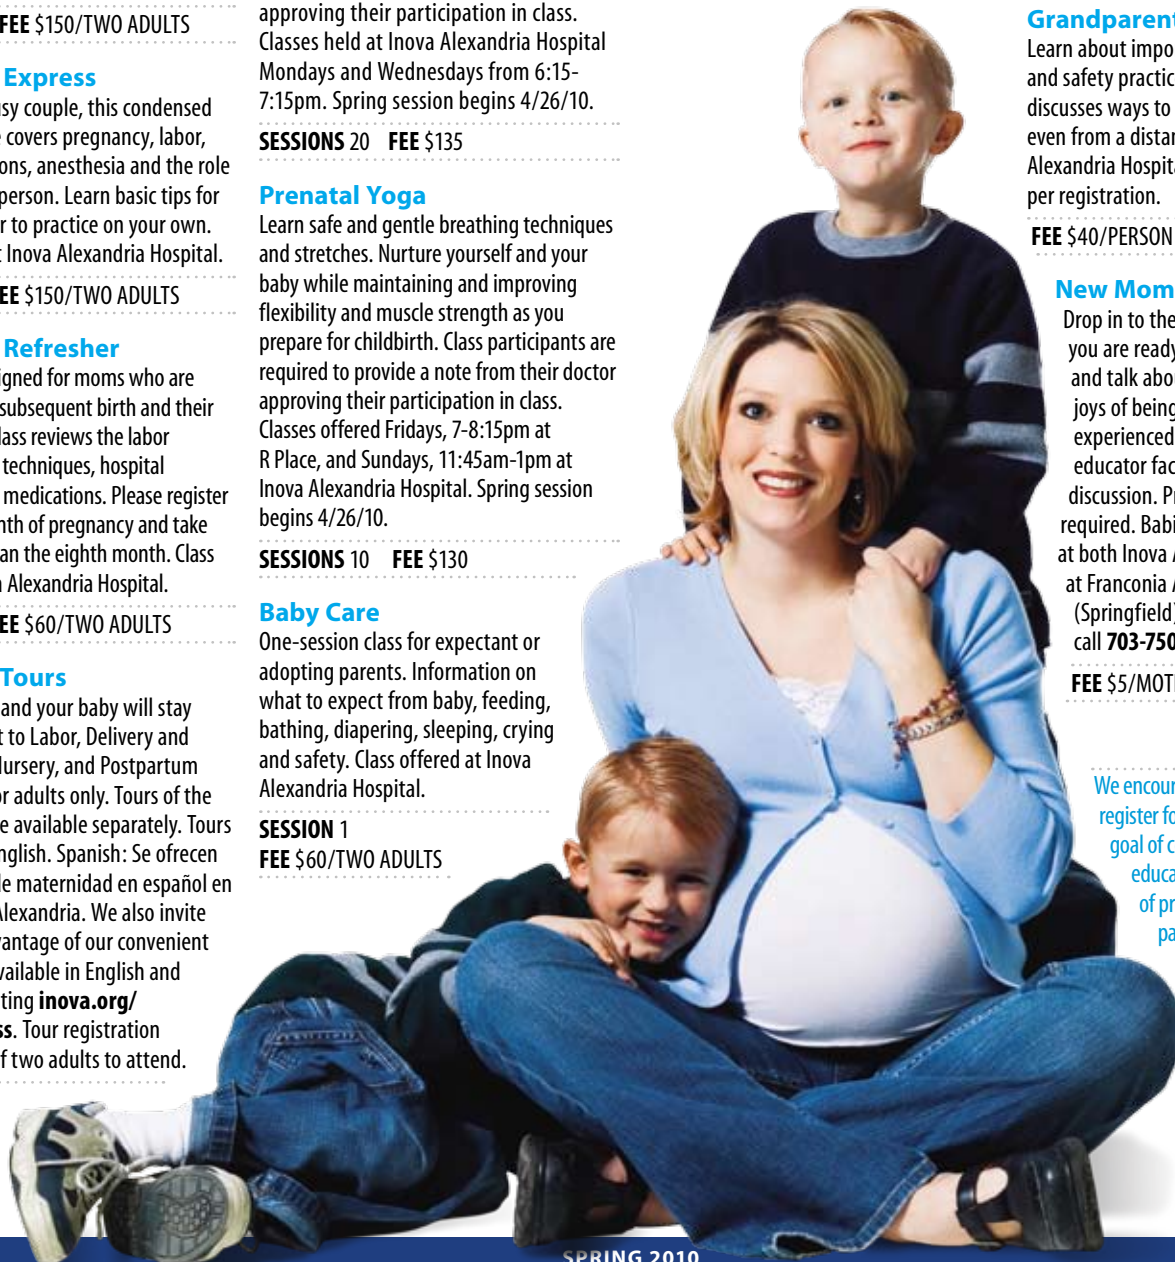 FEE $150/TWO ADULTS
Express
sy couple, this condensed
covers pregnancy, labor,
ons, anesthesia and the role
person. Learn basic tips for
r to practice on your own.
Inova Alexandria Hospital.
EE $150/TWO ADULTS
Refresher
igned for moms who are
subsequent birth and their
lass reviews the labor
techniques, hospital
medications. Please register
nth of pregnancy and take
an the eighth month. Class
Alexandria Hospital.
EE $60/TWO ADULTS
Tours
and your baby will stay
t to Labor, Delivery and
Nursery, and Postpartum
or adults only. Tours of the
e available separately. Tours
nglish. Spanish: Se ofrecen
de maternidad en español en
Alexandria. We also invite
vantage of our convenient
vailable in English and
ting inova.org/
ss. Tour registration
f two adults to attend.
approving their participation in class.
Classes held at Inova Alexandria Hospital
Mondays and Wednesdays from 6:15-
7:15pm. Spring session begins 4/26/10.
SESSIONS 20 FEE $135
Prenatal Yoga
Learn safe and gentle breathing techniques
and stretches. Nurture yourself and your
baby while maintaining and improving
flexibility and muscle strength as you
prepare for childbirth. Class participants are
required to provide a note from their doctor
approving their participation in class.
Classes offered Fridays, 7-8:15pm at
R Place, and Sundays, 11:45am-1pm at
Inova Alexandria Hospital. Spring session
begins 4/26/10.
SESSIONS 10 FEE $130
Baby Care
One-session class for expectant or
adopting parents. Information on
what to expect from baby, feeding,
bathing, diapering, sleeping, crying
and safety. Class offered at Inova
Alexandria Hospital.
SESSION 1
FEE $60/TWO ADULTS
Grandparent
Learn about impo
and safety practic
discusses ways to
even from a distan
Alexandria Hospita
per registration.
FEE $40/PERSON
New Mom
Drop in to the
you are ready
and talk abou
joys of being
experienced
educator fac
discussion. Pr
required. Babi
at both Inova A
at Franconia A
(Springfield)
call 703-750
FEE $5/MOT
We encour
register fo
goal of c
educa
of pr
pa
SPRING 2010